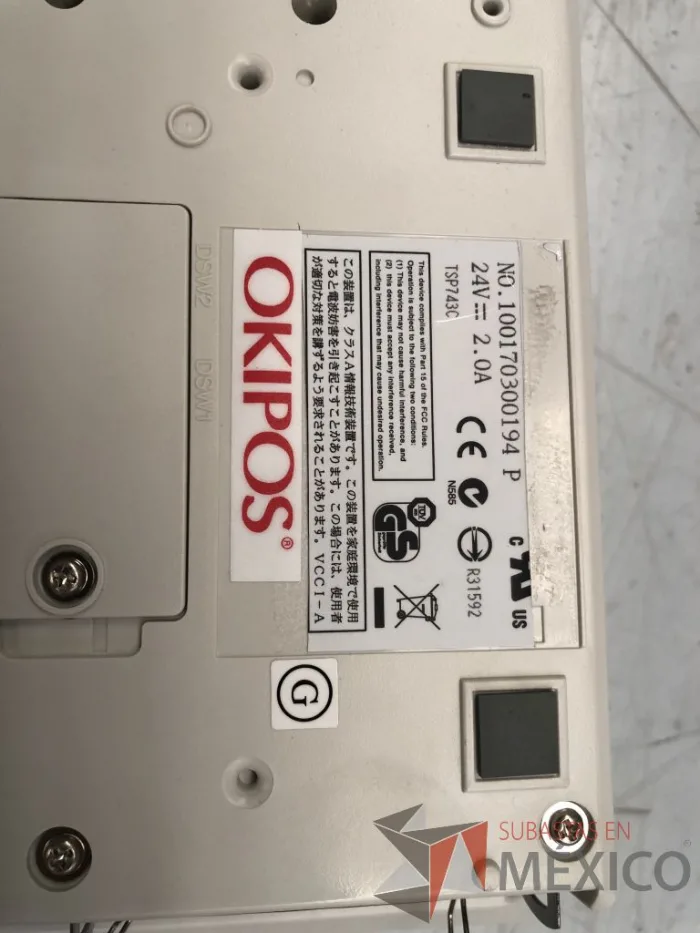 NO.100170300194 P
24V⎓ 2.0A
TSP743C
CE
N585
R31592
C UL US
This device complies with Part 15 of the FCC Rules.
Operation is subject to the following two conditions:
(1) This device may not cause harmful interference, and
(2) this device must accept any interference received,
including interference that may cause undesired operation.
TÜV
GS
この装置は、クラスA情報技術装置です。この装置を家庭環境で使用
すると電波妨害を引き起こすことがあります。この場合には、使用者
が適切な対策を講ずるよう要求されることがあります。VCCI-A
OKIPOS®
DSW2 DSW1
G
SUBASTAS EN
MÉXICO®